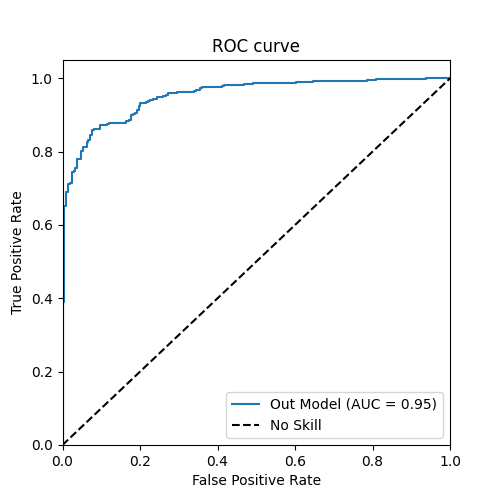 ROC curve
True Positive Rate
1.0
0.8
0.6
0.4
0.2
0.0
Out Model (AUC = 0.95)
No Skill
0.0 0.2 0.4 0.6 0.8 1.0
False Positive Rate